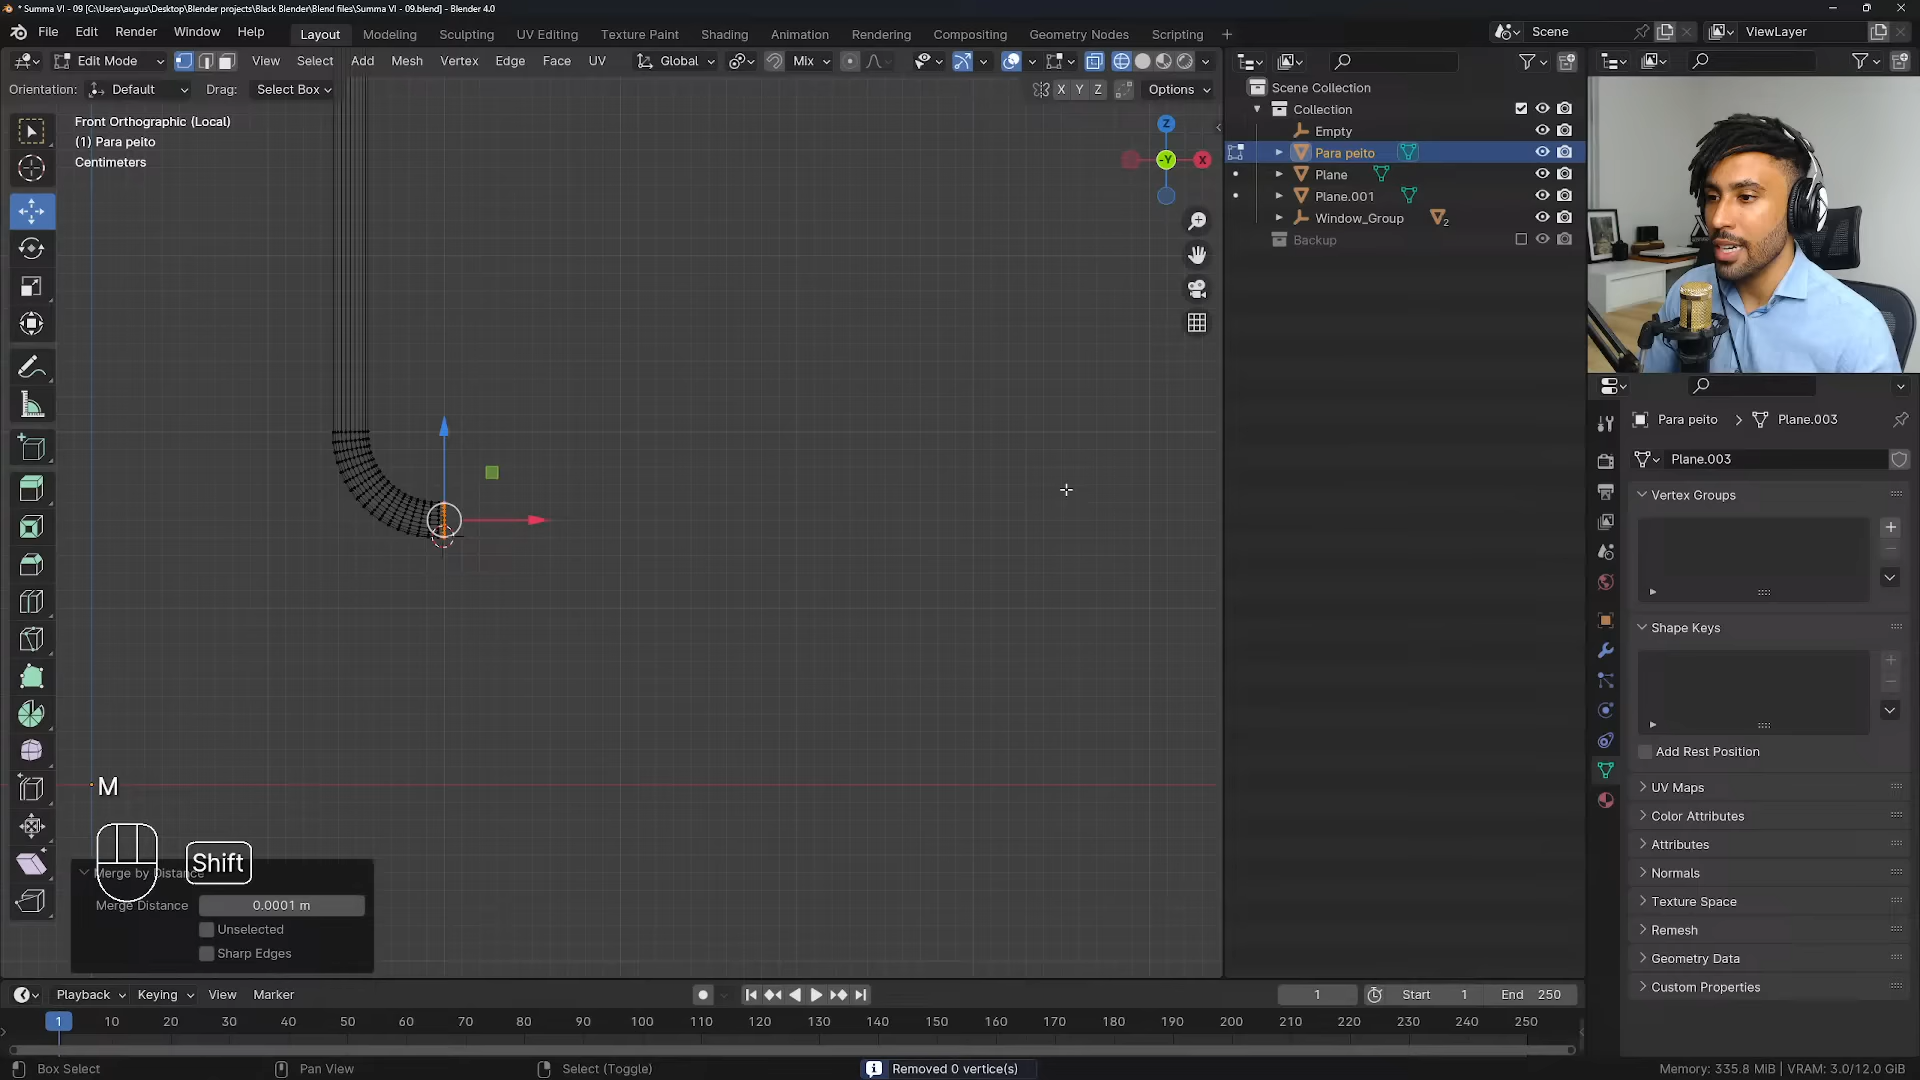 * Summa VI - 09 [C:\Users\augus\Desktop\Blender projects\Black Blender\Blend files\Summa VI - 09.blend] - Blender 4.0
File Edit Render Window Help
Layout Modeling Sculpting UV Editing Texture Paint Shading Animation Rendering Compositing Geometry Nodes Scripting +
Scene
ViewLayer
Edit Mode View Select Add Mesh Vertex Edge Face UV Global Mix
Orientation: Default Drag: Select Box
X Y Z Options
Front Orthographic (Local)
(1) Para peito
Centimeters
Z
-Y
X
Scene Collection
Collection
Empty
Para peito
Plane
Plane.001
Window_Group 2
Backup
Para peito > Plane.003
Plane.003
Vertex Groups
Shape Keys
Add Rest Position
UV Maps
Color Attributes
Attributes
Normals
Texture Space
Remesh
Geometry Data
Custom Properties
M
Shift
Merge by Distance
Merge Distance 0.0001 m
Unselected
Sharp Edges
Playback Keying View Marker
1 Start 1 End 250
1 10 20 30 40 50 60 70 80 90 100 110 120 130 140 150 160 170 180 190 200 210 220 230 240 250
Box Select Pan View Select (Toggle) Removed 0 vertice(s) Memory: 335.8 MiB | VRAM: 3.0/12.0 GiB